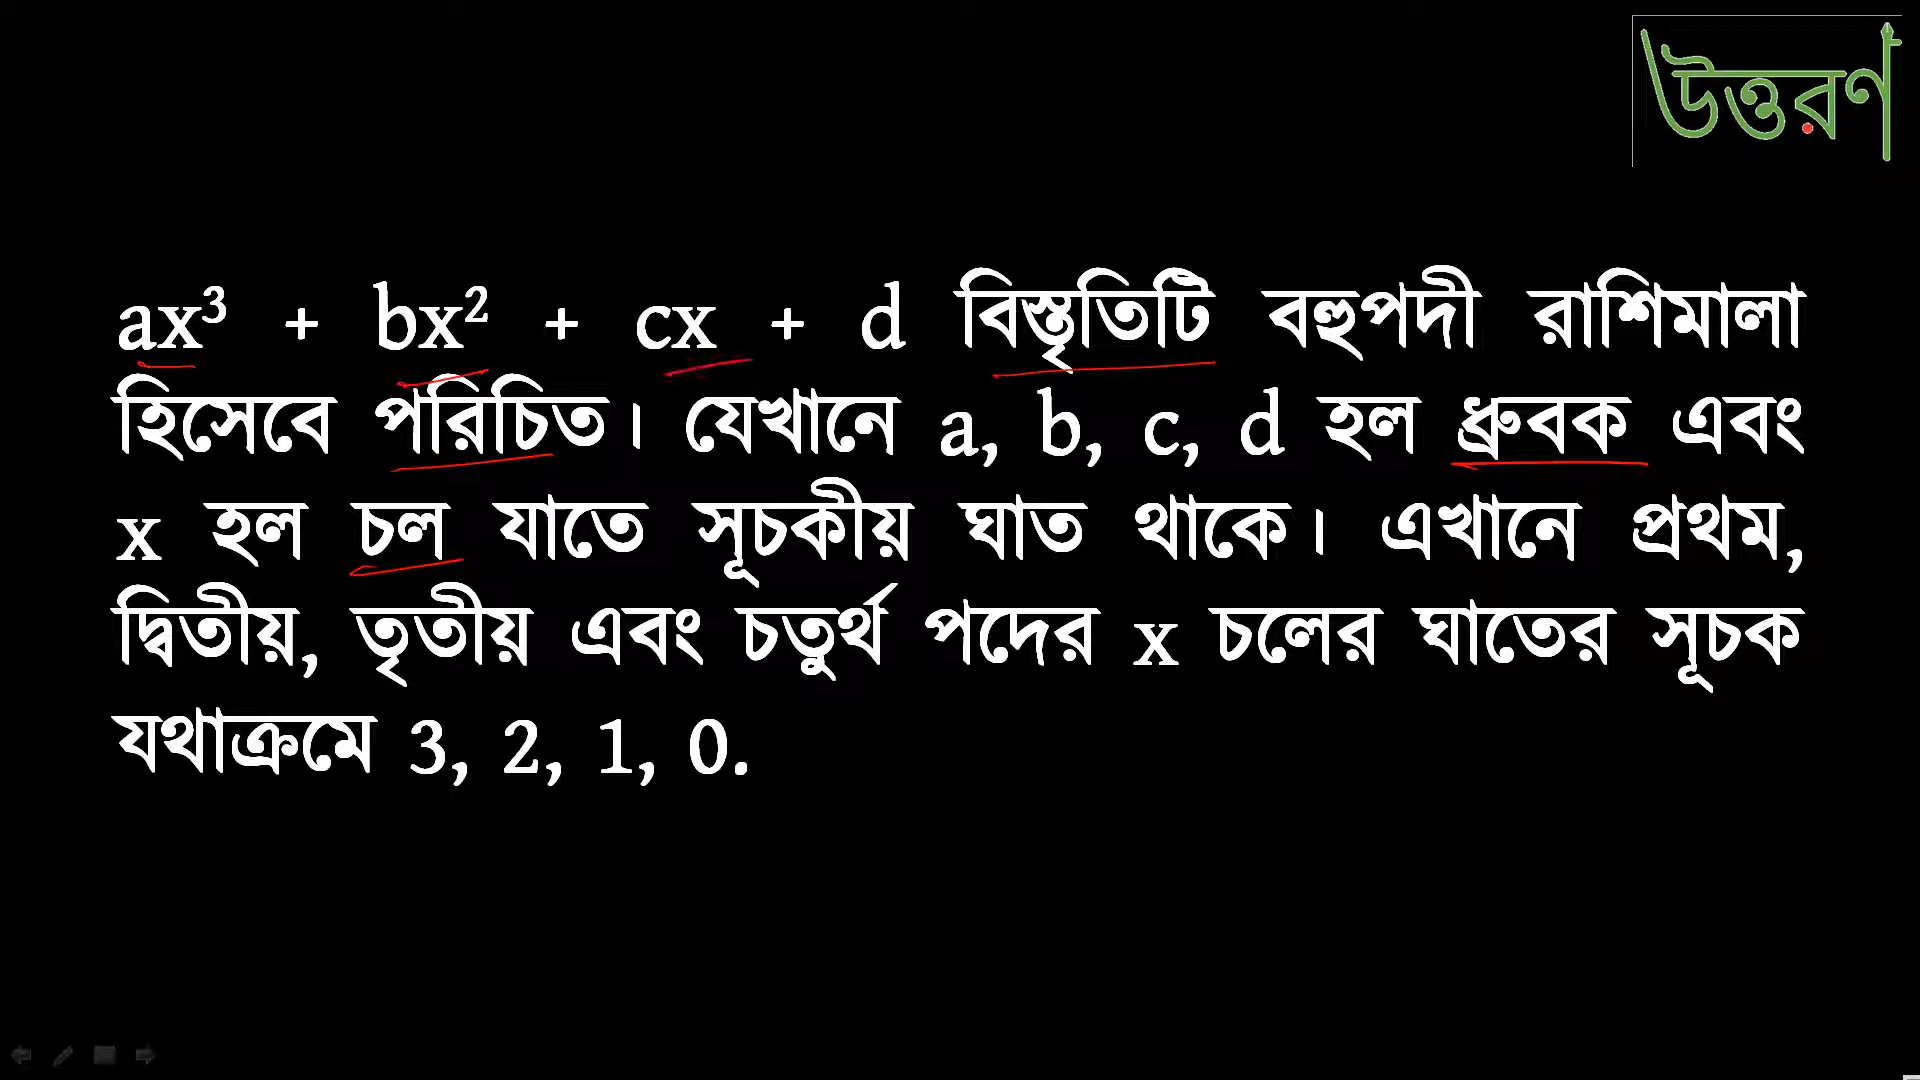 উত্তরণ
ax³ + bx² + cx + d বিস্তৃতিটি বহুপদী রাশিমালা
হিসেবে পরিচিত। যেখানে a, b, c, d হল ধ্রুবক এবং
x হল চল যাতে সূচকীয় ঘাত থাকে। এখানে প্রথম,
দ্বিতীয়, তৃতীয় এবং চতুর্থ পদের x চলের ঘাতের সূচক
যথাক্রমে 3, 2, 1, 0.